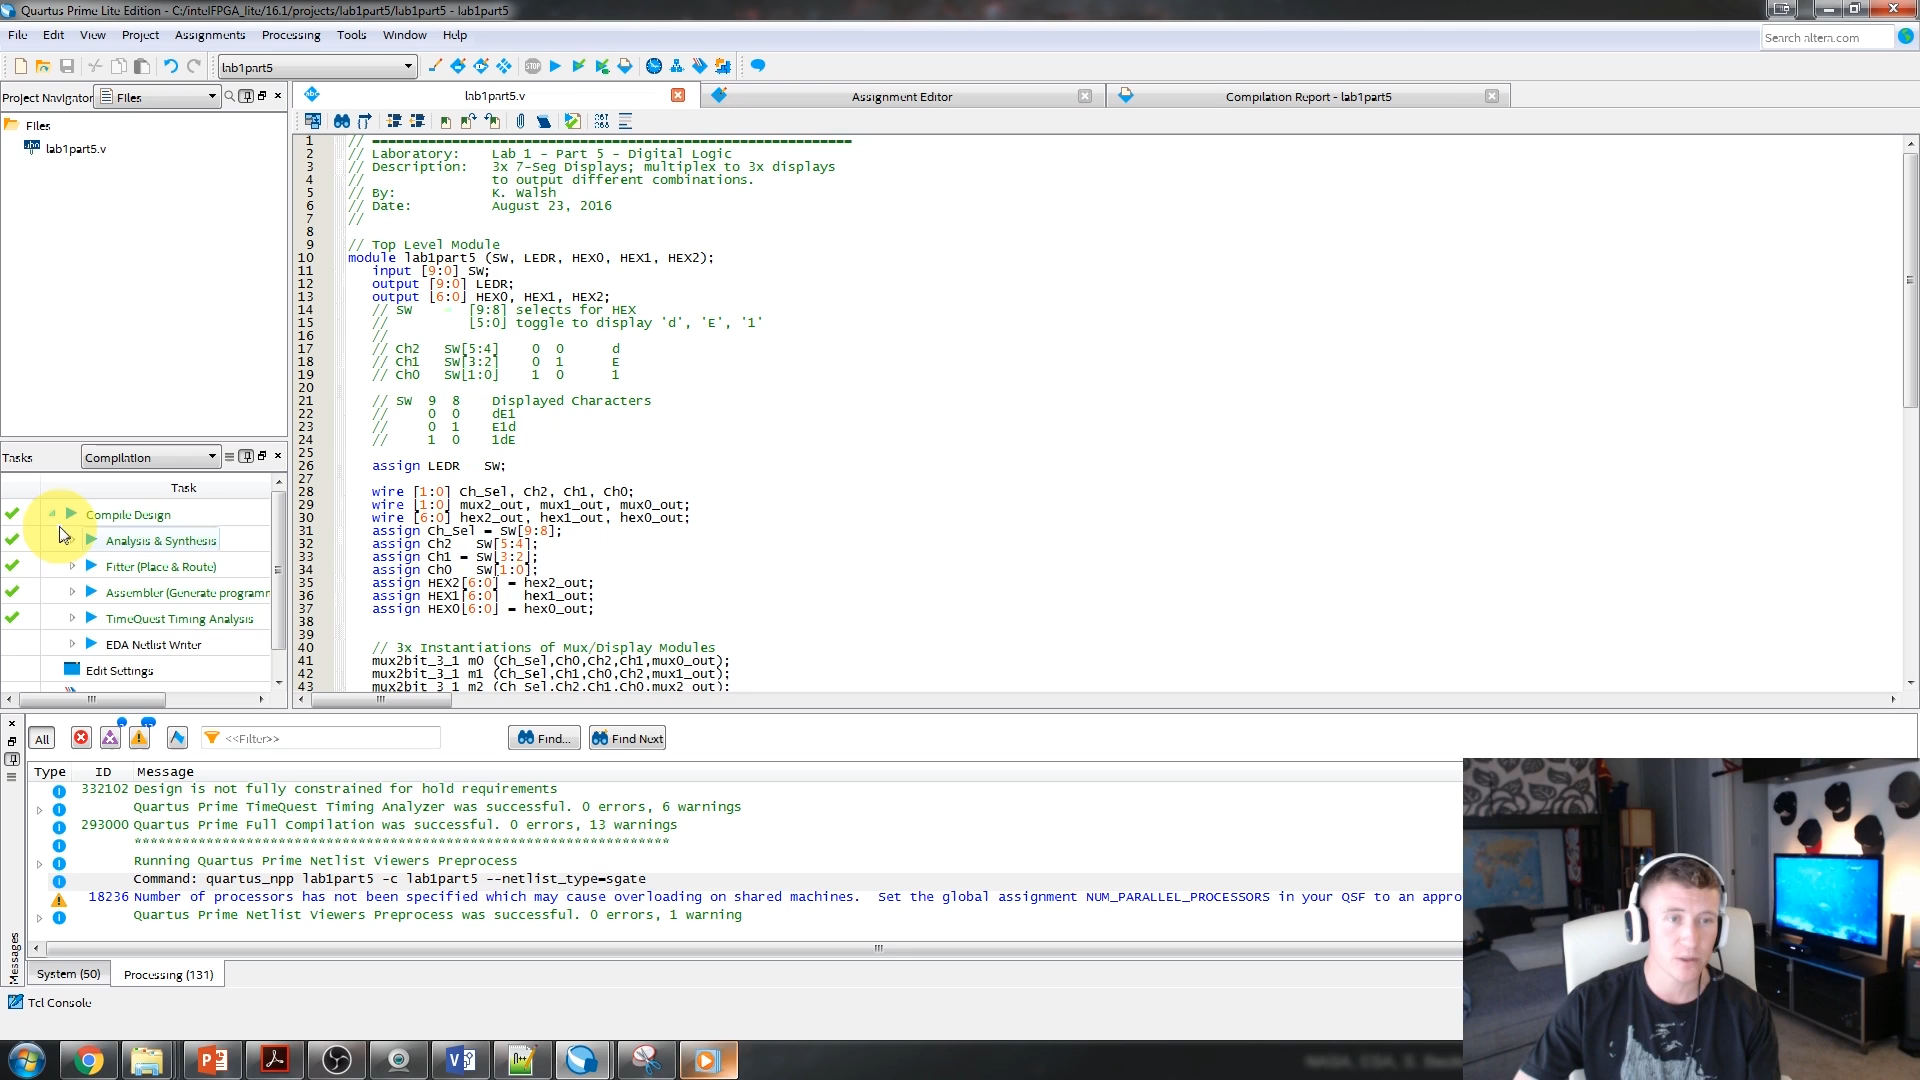 Quartus Prime Lite Edition - C:/intelFPGA_lite/16.1/projects/lab1part5/lab1part5 - lab1part5
File Edit View Project Assignments Processing Tools Window Help
Search altera.com
lab1part5
Project Navigator Files
lab1part5.v
Assignment Editor
Compilation Report - lab1part5
Files
lab1part5.v
1 // ============================================================
2 // Laboratory: Lab 1 - Part 5 - Digital Logic
3 // Description: 3x 7-Seg Displays; multiplex to 3x displays
4 // to output different combinations.
5 // By: K. Walsh
6 // Date: August 23, 2016
7 //
8
9 // Top Level Module
10 module lab1part5 (SW, LEDR, HEX0, HEX1, HEX2);
11 input [9:0] SW;
12 output [9:0] LEDR;
13 output [6:0] HEX0, HEX1, HEX2;
14 // SW [9:8] selects for HEX
15 // [5:0] toggle to display 'd', 'E', '1'
16 //
17 // Ch2 SW[5:4] 0 0 d
18 // Ch1 SW[3:2] 0 1 E
19 // Ch0 SW[1:0] 1 0 1
20
21 // SW 9 8 Displayed Characters
22 // 0 0 dE1
23 // 0 1 E1d
24 // 1 0 1dE
25
26 assign LEDR SW;
27
28 wire [1:0] Ch_Sel, Ch2, Ch1, Ch0;
29 wire [1:0] mux2_out, mux1_out, mux0_out;
30 wire [6:0] hex2_out, hex1_out, hex0_out;
31 assign Ch_Sel = SW[9:8];
32 assign Ch2 SW[5:4];
33 assign Ch1 = SW[3:2];
34 assign Ch0 SW[1:0];
35 assign HEX2[6:0] = hex2_out;
36 assign HEX1[6:0] hex1_out;
37 assign HEX0[6:0] = hex0_out;
38
39
40 // 3x Instantiations of Mux/Display Modules
41 mux2bit_3_1 m0 (Ch_Sel,Ch0,Ch2,Ch1,mux0_out);
42 mux2bit_3_1 m1 (Ch_Sel,Ch1,Ch0,Ch2,mux1_out);
43 mux2bit_3_1 m2 (Ch_Sel,Ch2,Ch1,Ch0,mux2_out);
Tasks Compilation
Task
Compile Design
Analysis & Synthesis
Fitter (Place & Route)
Assembler (Generate programm
TimeQuest Timing Analysis
EDA Netlist Writer
Edit Settings
All <<Filter>> Find... Find Next
Type ID Message
332102 Design is not fully constrained for hold requirements
Quartus Prime TimeQuest Timing Analyzer was successful. 0 errors, 6 warnings
293000 Quartus Prime Full Compilation was successful. 0 errors, 13 warnings
*******************************************************************
Running Quartus Prime Netlist Viewers Preprocess
Command: quartus_npp lab1part5 -c lab1part5 --netlist_type=sgate
18236 Number of processors has not been specified which may cause overloading on shared machines. Set the global assignment NUM_PARALLEL_PROCESSORS in your QSF to an appro
Quartus Prime Netlist Viewers Preprocess was successful. 0 errors, 1 warning
Messages
System (50) Processing (131)
Tcl Console